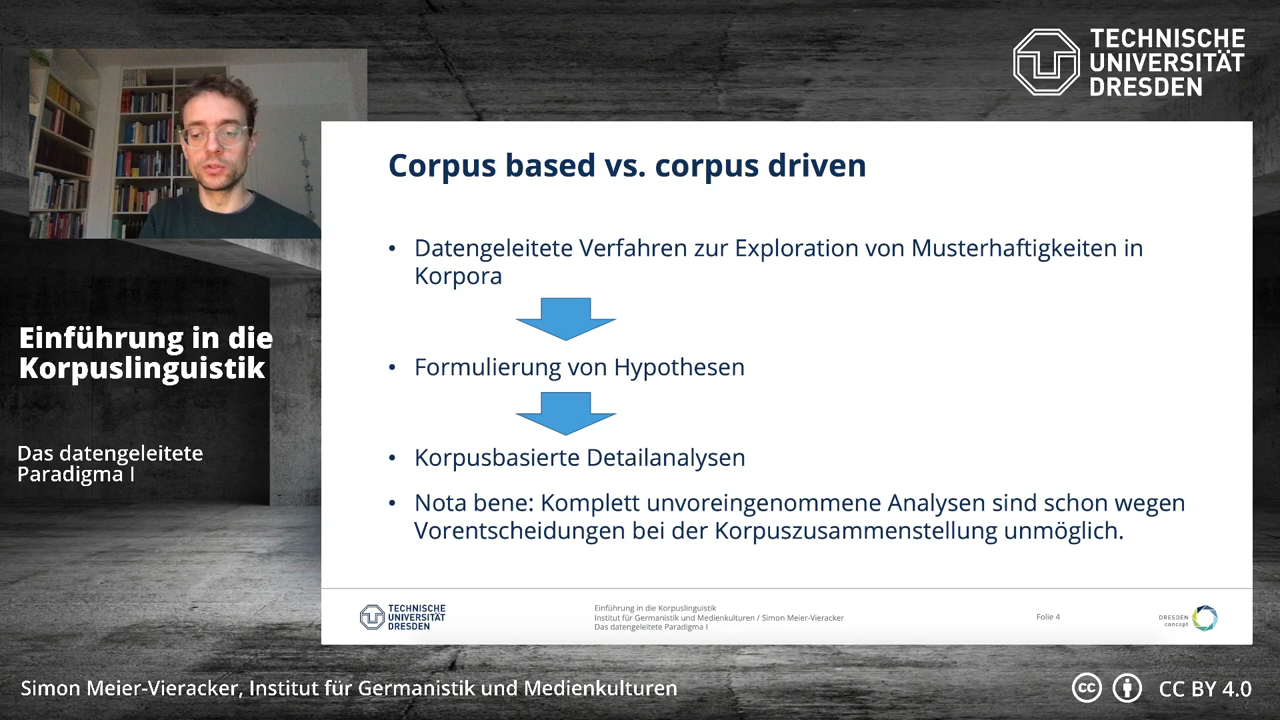 TECHNISCHE
UNIVERSITÄT
DRESDEN
Corpus based vs. corpus driven
• Datengeleitete Verfahren zur Exploration von Musterhaftigkeiten in
Korpora
• Formulierung von Hypothesen
• Korpusbasierte Detailanalysen
• Nota bene: Komplett unvoreingenommene Analysen sind schon wegen
Vorentscheidungen bei der Korpuszusammenstellung unmöglich.
Einführung in die
Korpuslinguistik
Das datengeleitete
Paradigma I
TECHNISCHE
UNIVERSITÄT
DRESDEN
Einführung in die Korpuslinguistik
Institut für Germanistik und Medienkulturen / Simon Meier-Vieracker
Das datengeleitete Paradigma I
Folie 4
DRESDEN
concept
Simon Meier-Vieracker, Institut für Germanistik und Medienkulturen
cc CC BY 4.0